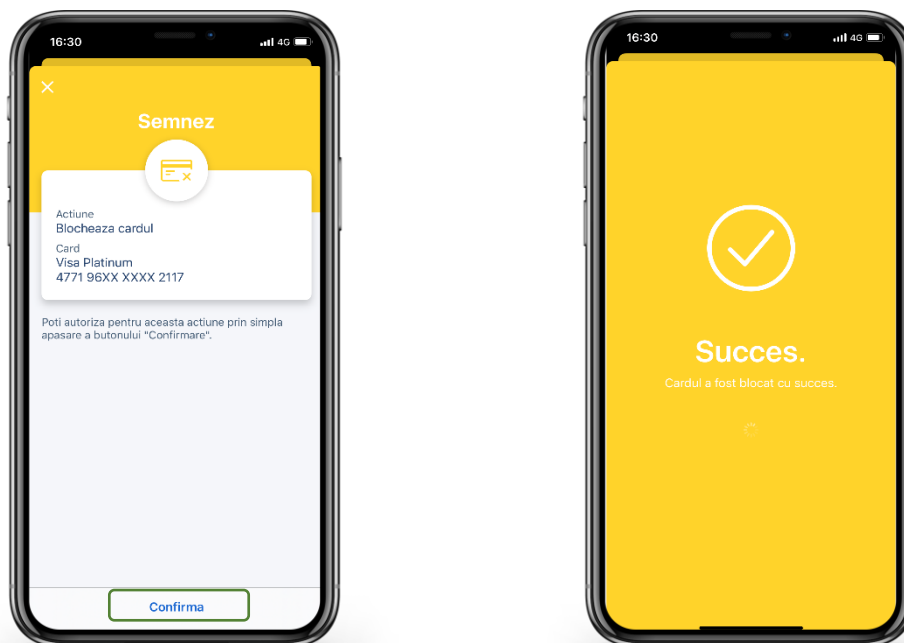 16:30
4G
Semnez
Actiune
Blocheaza cardul
Card
Visa Platinum
4771 96XX XXXX 2117
Poti autoriza pentru aceasta actiune prin simpla
apasare a butonului "Confirmare".
Confirma
16:30
4G
Succes.
Cardul a fost blocat cu succes.